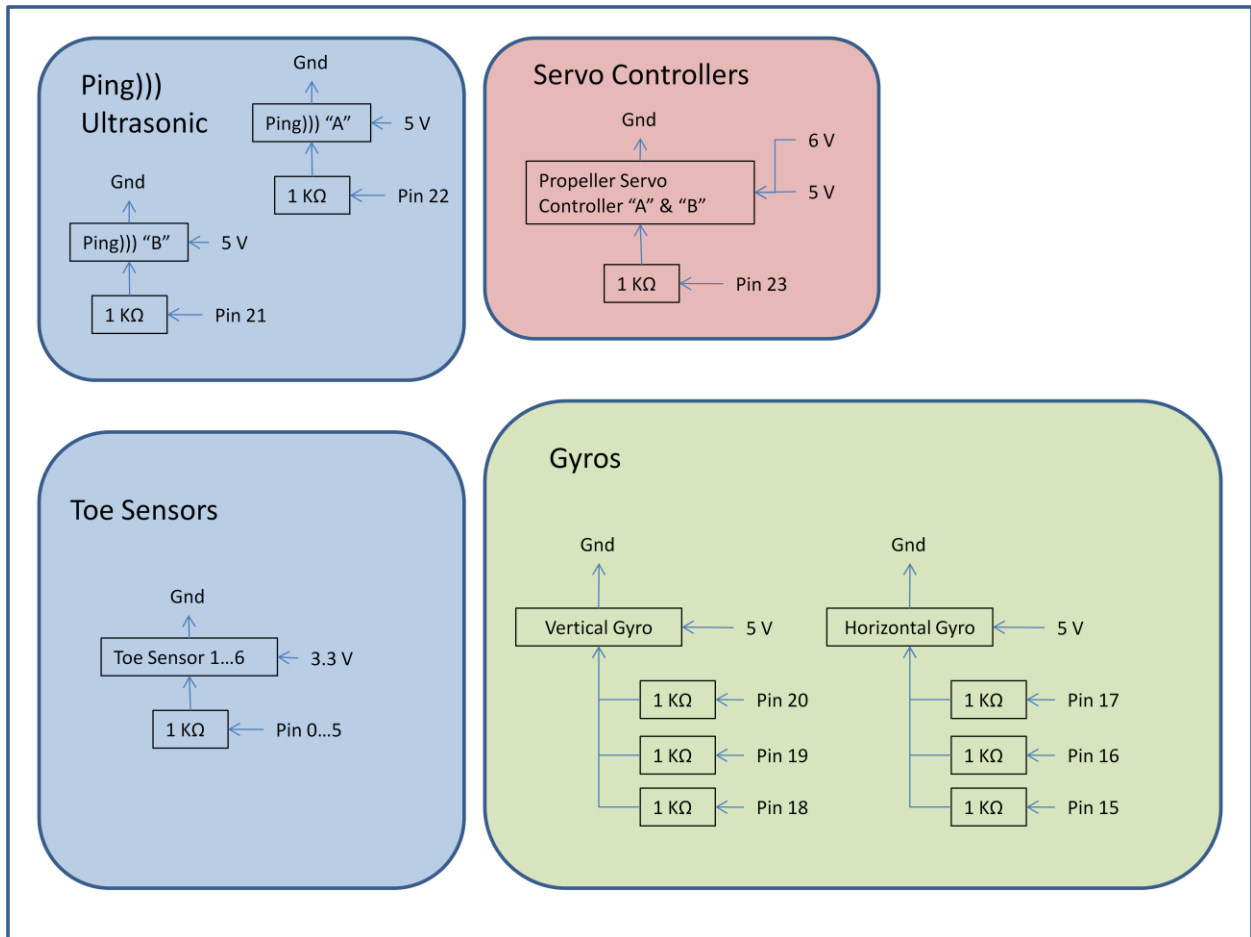 Ping)))
Ultrasonic
Gnd
Ping))) “A”
5 V
1 KΩ
Pin 22
Gnd
Ping))) “B”
5 V
1 KΩ
Pin 21
Servo Controllers
Gnd
6 V
Propeller Servo
Controller “A” & “B”
5 V
1 KΩ
Pin 23
Toe Sensors
Gnd
Toe Sensor 1...6
3.3 V
1 KΩ
Pin 0...5
Gyros
Gnd
Vertical Gyro
5 V
1 KΩ
Pin 20
1 KΩ
Pin 19
1 KΩ
Pin 18
Gnd
Horizontal Gyro
5 V
1 KΩ
Pin 17
1 KΩ
Pin 16
1 KΩ
Pin 15